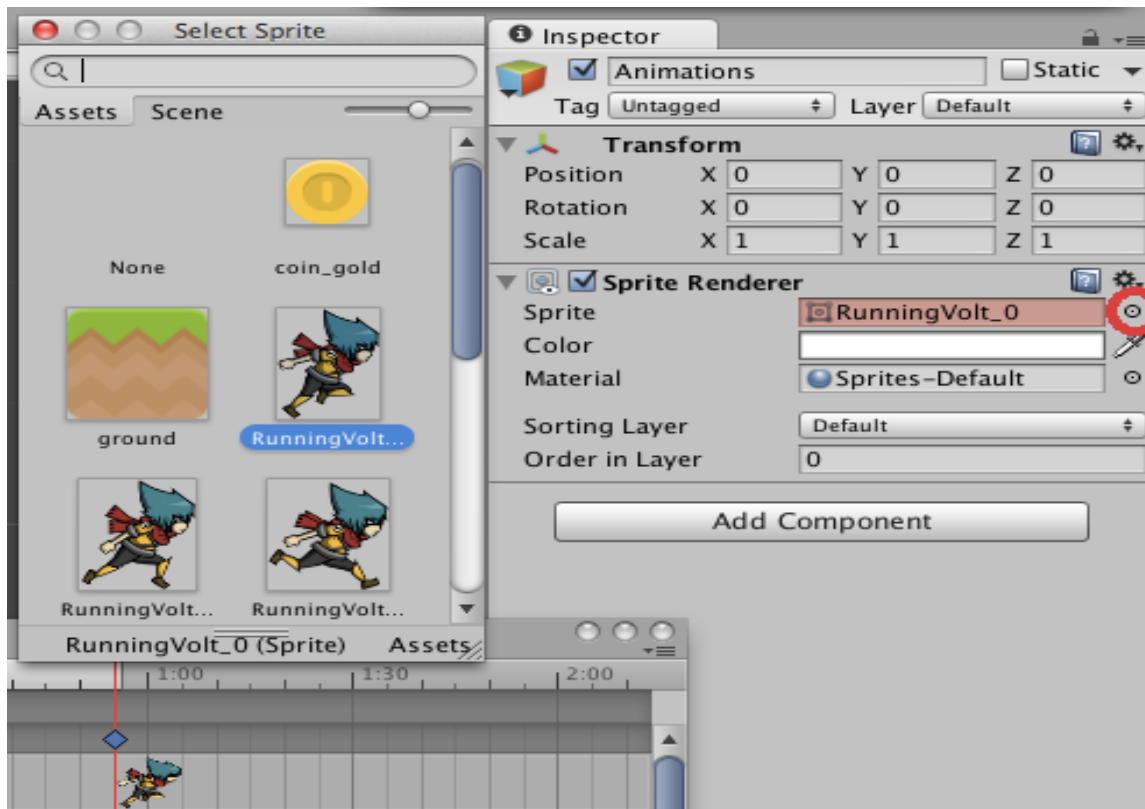 Select Sprite
Assets Scene
None coin_gold
ground RunningVolt...
RunningVolt... RunningVolt...
RunningVolt_0 (Sprite) Assets
Inspector
Animations Static
Tag Untagged Layer Default
Transform
Position X 0 Y 0 Z 0
Rotation X 0 Y 0 Z 0
Scale X 1 Y 1 Z 1
Sprite Renderer
Sprite RunningVolt_0
Color
Material Sprites-Default
Sorting Layer Default
Order in Layer 0
Add Component
1:00 1:30 2:00